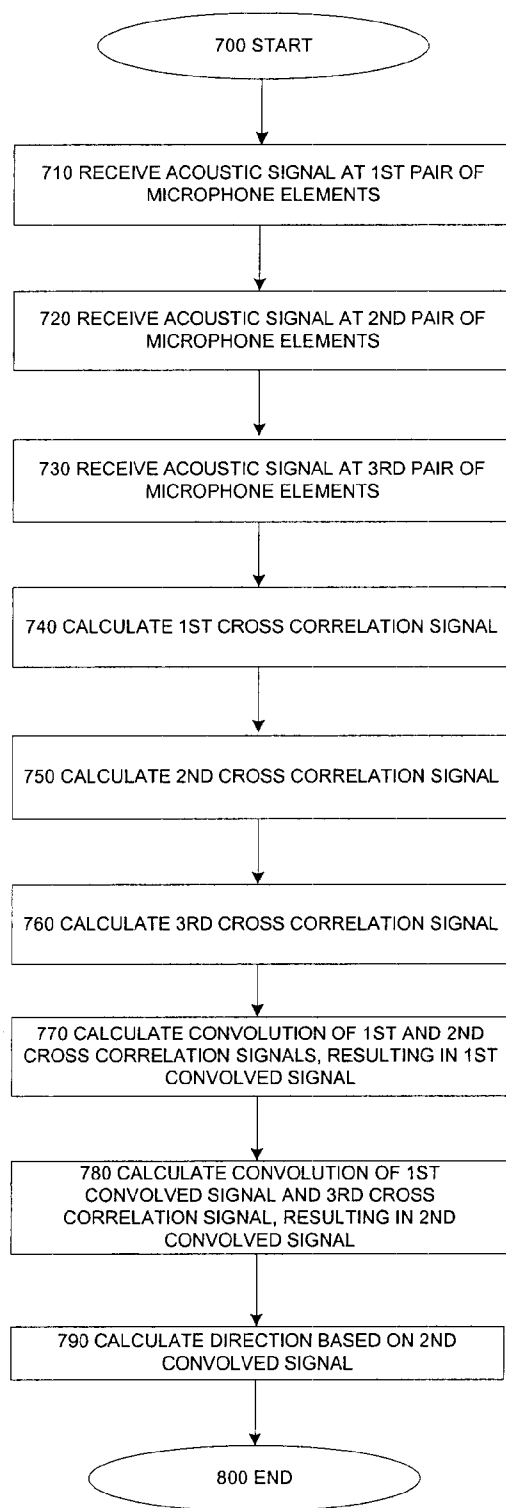 700 START
710 RECEIVE ACOUSTIC SIGNAL AT 1ST PAIR OF
MICROPHONE ELEMENTS
720 RECEIVE ACOUSTIC SIGNAL AT 2ND PAIR OF
MICROPHONE ELEMENTS
730 RECEIVE ACOUSTIC SIGNAL AT 3RD PAIR OF
MICROPHONE ELEMENTS
740 CALCULATE 1ST CROSS CORRELATION SIGNAL
750 CALCULATE 2ND CROSS CORRELATION SIGNAL
760 CALCULATE 3RD CROSS CORRELATION SIGNAL
770 CALCULATE CONVOLUTION OF 1ST AND 2ND
CROSS CORRELATION SIGNALS, RESULTING IN 1ST
CONVOLVED SIGNAL
780 CALCULATE CONVOLUTION OF 1ST
CONVOLVED SIGNAL AND 3RD CROSS
CORRELATION SIGNAL, RESULTING IN 2ND
CONVOLVED SIGNAL
790 CALCULATE DIRECTION BASED ON 2ND
CONVOLVED SIGNAL
800 END